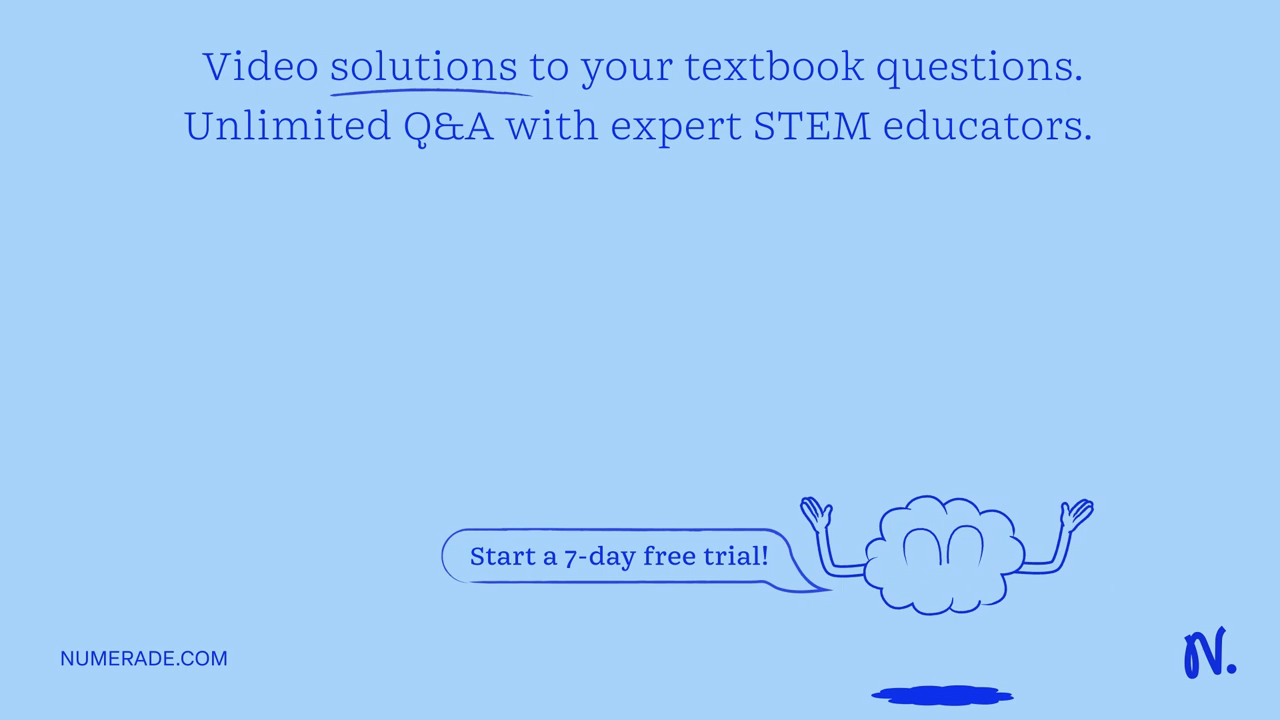 Video solutions to your textbook questions.
Unlimited Q&A with expert STEM educators.
Start a 7-day free trial!
NUMERADE.COM
N.